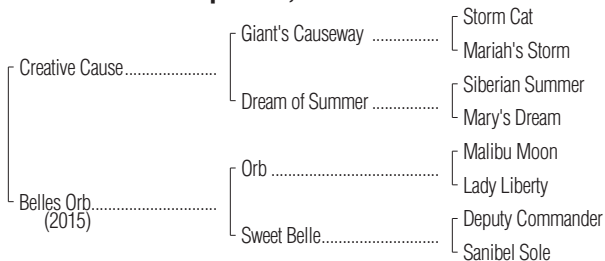 Storm Cat
Giant's Causeway ................
Mariah's Storm
Creative Cause......................
Siberian Summer
Dream of Summer ................
Mary's Dream
Malibu Moon
Orb ........................................
Lady Liberty
Belles Orb..............................
(2015)
Deputy Commander
Sweet Belle............................
Sanibel Sole